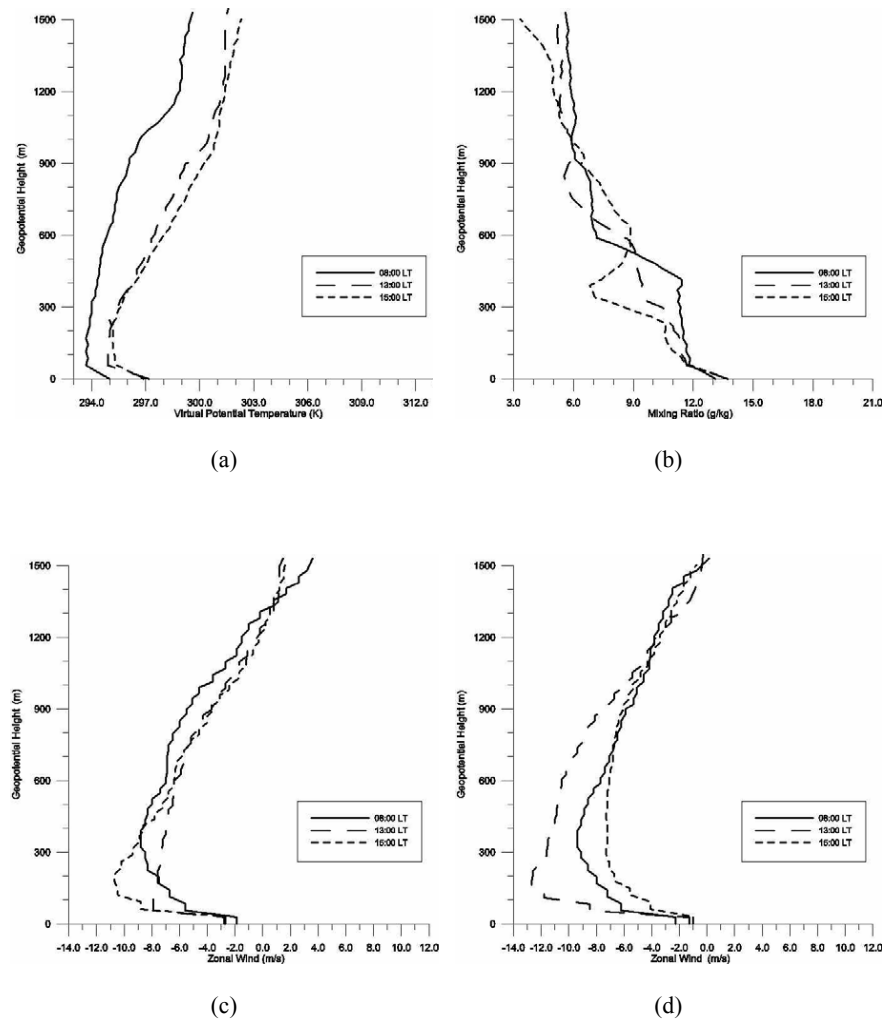 1500
1200
900
600
300
0
Geopotential Height (m)
08:00 LT
13:00 LT
15:00 LT
294.0 297.0 300.0 303.0 306.0 309.0 312.0
Virtual Potential Temperature (K)
(a)
1500
1200
900
600
300
0
Geopotential Height (m)
08:00 LT
13:00 LT
15:00 LT
3.0 6.0 9.0 12.0 15.0 18.0 21.0
Mixing Ratio (g/kg)
(b)
1500
1200
900
600
300
0
Geopotential Height (m)
08:00 LT
13:00 LT
15:00 LT
-14.0 -12.0 -10.0 -8.0 -6.0 -4.0 -2.0 0.0 2.0 4.0 6.0 8.0 10.0 12.0
Zonal Wind (m/s)
(c)
1500
1200
900
600
300
0
Geopotential Height (m)
08:00 LT
13:00 LT
15:00 LT
-14.0 -12.0 -10.0 -8.0 -6.0 -4.0 -2.0 0.0 2.0 4.0 6.0 8.0 10.0 12.0
Zonal Wind (m/s)
(d)